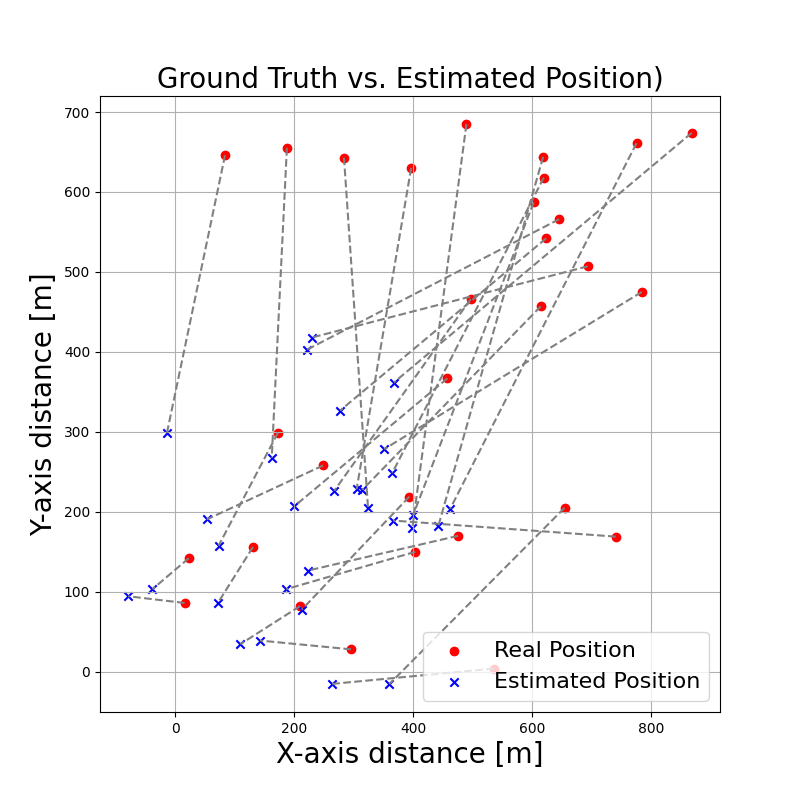 Ground Truth vs. Estimated Position)
700
600
500
400
300
200
100
0
Y-axis distance [m]
0 200 400 600 800
X-axis distance [m]
Real Position
Estimated Position